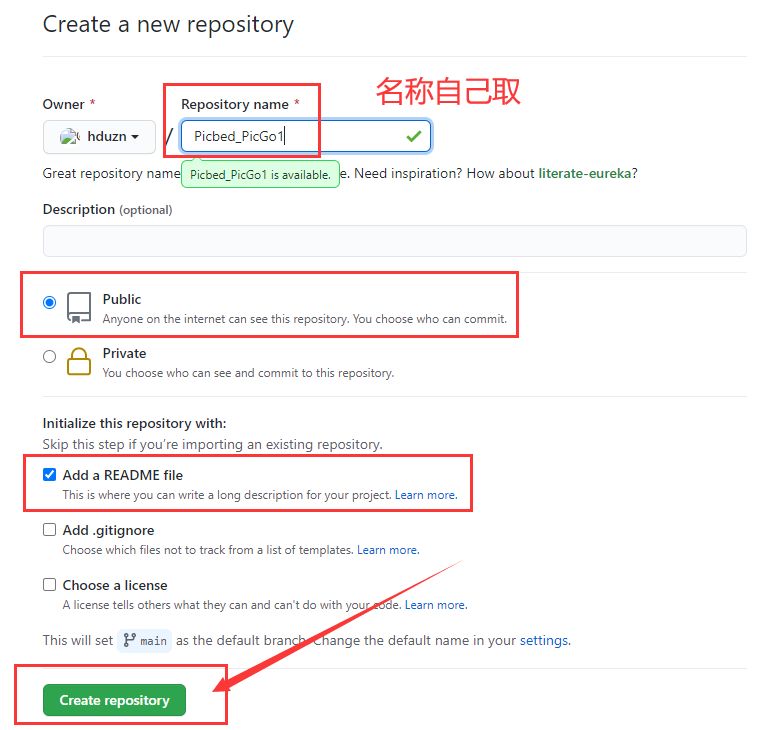 Create a new repository
名称自己取
Owner * Repository name *
hduzn / Picbed_PicGo1
Great repository name e. Need inspiration? How about literate-eureka?
Picbed_PicGo1 is available.
Description (optional)
Public
Anyone on the internet can see this repository. You choose who can commit.
Private
You choose who can see and commit to this repository.
Initialize this repository with:
Skip this step if you're importing an existing repository.
Add a README file
This is where you can write a long description for your project. Learn more.
Add .gitignore
Choose which files not to track from a list of templates. Learn more.
Choose a license
A license tells others what they can and can't do with your code. Learn more.
This will set main as the default branch. Change the default name in your settings.
Create repository